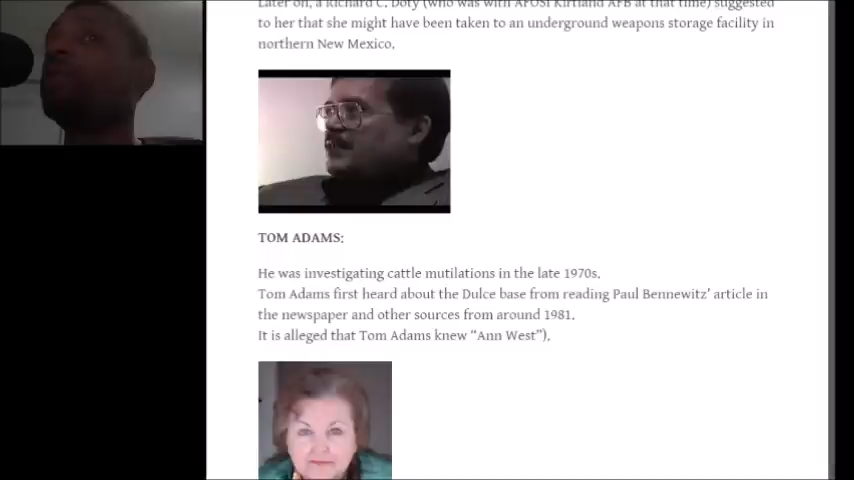 Later on, a Richard C. Doty (who was with AFOSI Kirtland AFB at that time) suggested
to her that she might have been taken to an underground weapons storage facility in
northern New Mexico.
TOM ADAMS:
He was investigating cattle mutilations in the late 1970s.
Tom Adams first heard about the Dulce base from reading Paul Bennewitz' article in
the newspaper and other sources from around 1981.
It is alleged that Tom Adams knew “Ann West”).